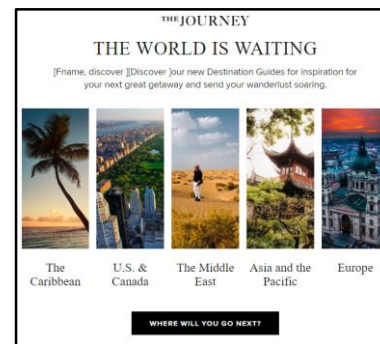 THE JOURNEY
THE WORLD IS WAITING
[Fname, discover ][Discover ]our new Destination Guides for inspiration for
your next great getaway and send your wanderlust soaring.
The
Caribbean
U.S. &
Canada
The Middle
East
Asia and the
Pacific
Europe
WHERE WILL YOU GO NEXT?